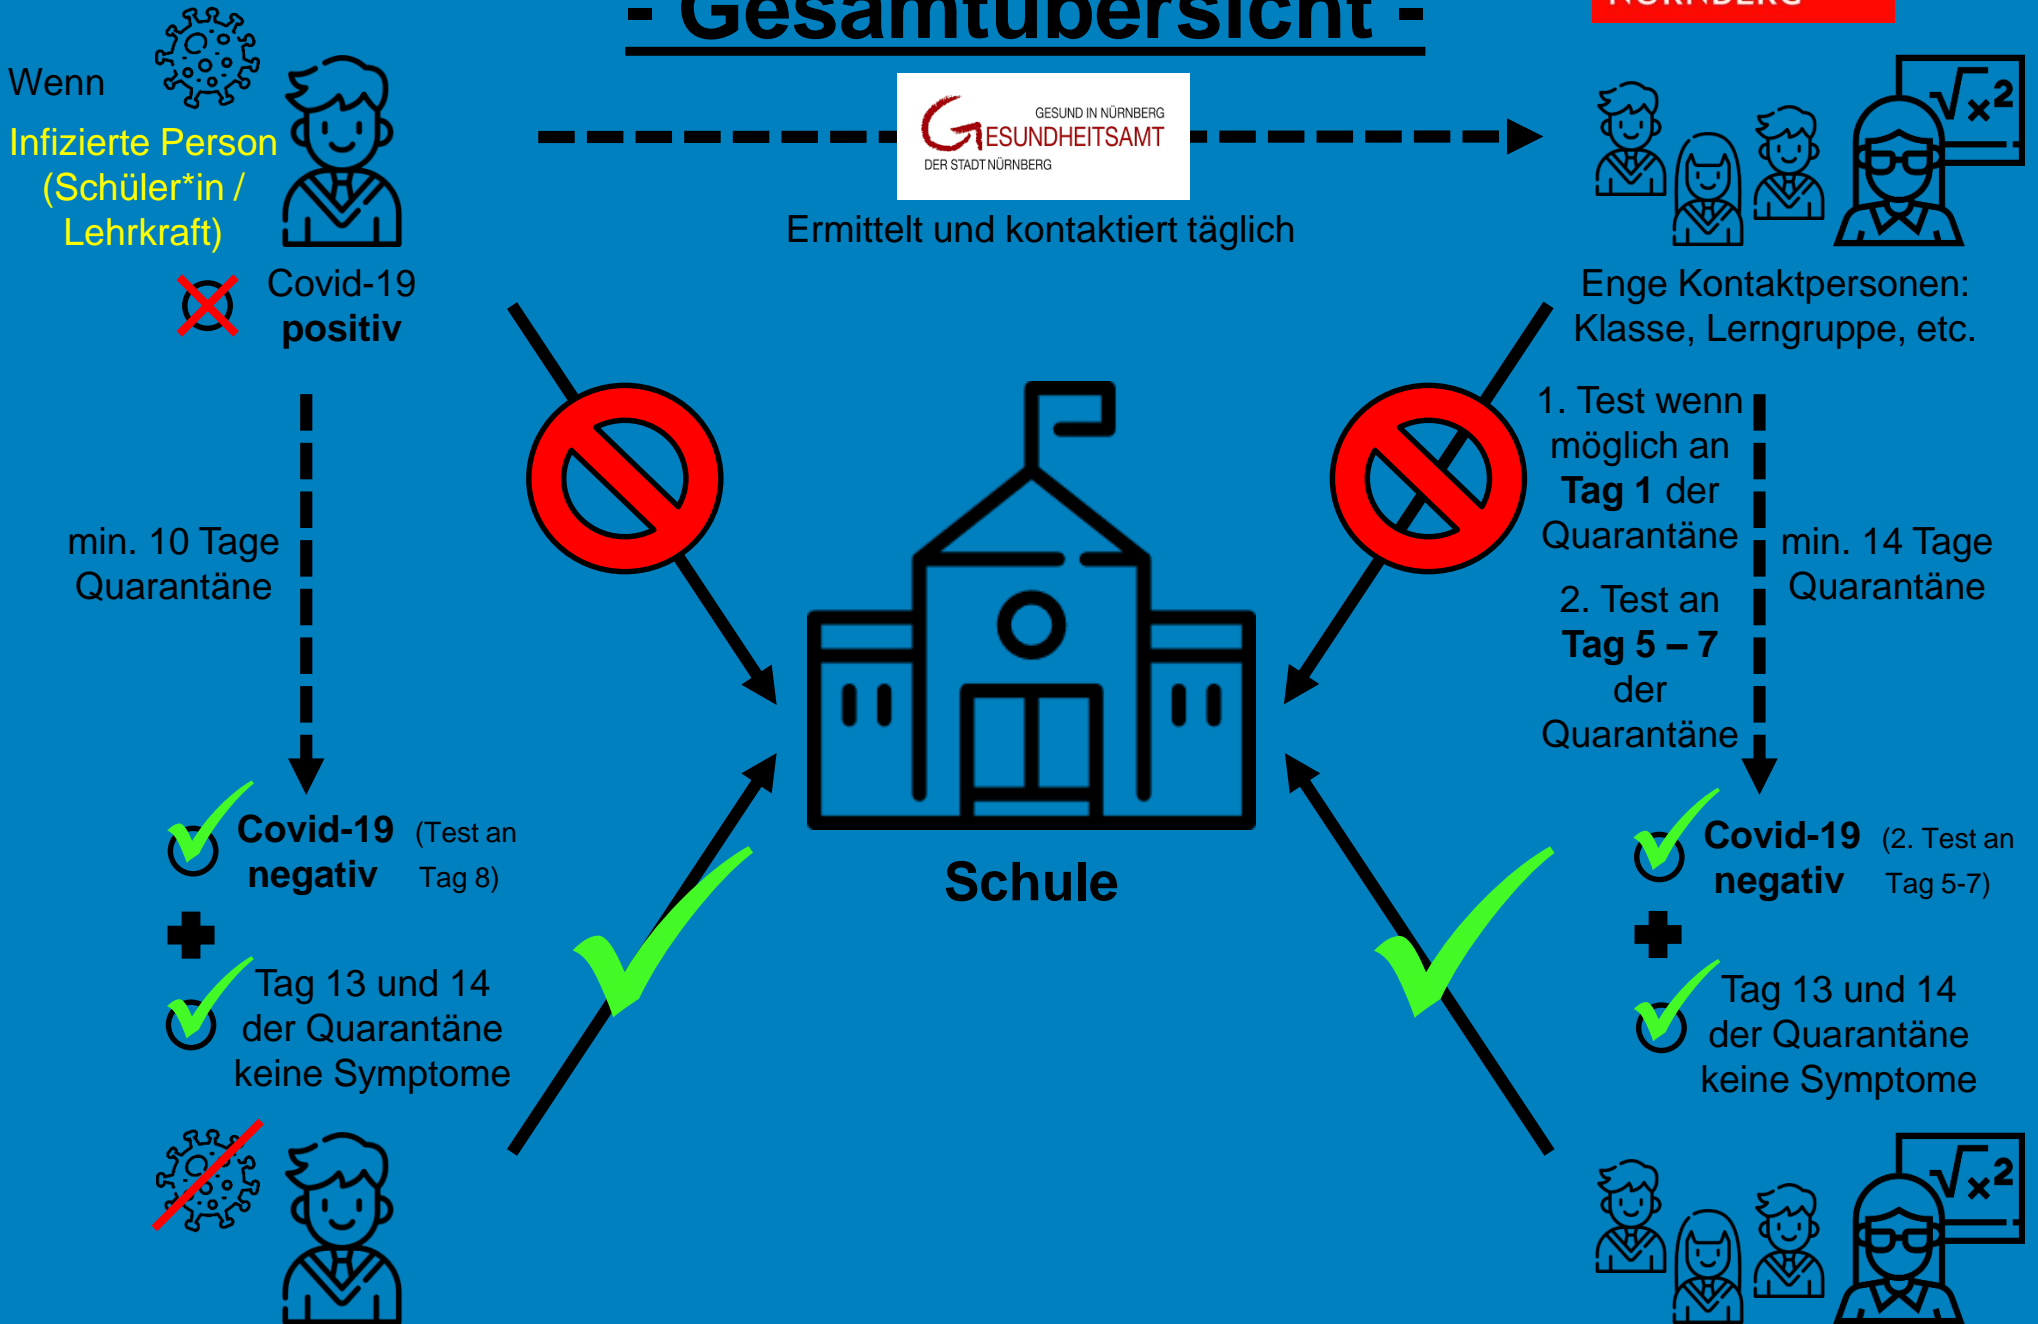 - Gesamtübersicht -
NÜRNBERG
Wenn
Infizierte Person
(Schüler*in /
Lehrkraft)
Covid-19
positiv
GESUND IN NÜRNBERG
GESUNDHEITSAMT
DER STADT NÜRNBERG
Ermittelt und kontaktiert täglich
√x²
Enge Kontaktpersonen:
Klasse, Lerngruppe, etc.
min. 10 Tage
Quarantäne
1. Test wenn
möglich an
Tag 1 der
Quarantäne
2. Test an
Tag 5 – 7
der
Quarantäne
min. 14 Tage
Quarantäne
Covid-19 (Test an
negativ Tag 8)
Tag 13 und 14
der Quarantäne
keine Symptome
Schule
Covid-19 (2. Test an
negativ Tag 5-7)
Tag 13 und 14
der Quarantäne
keine Symptome
√x²